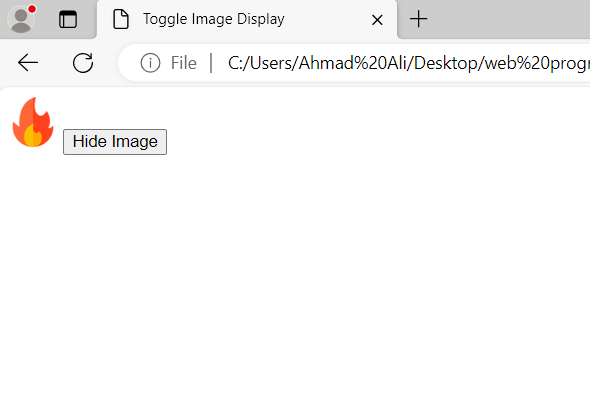 Toggle Image Display
File
C:/Users/Ahmad%20Ali/Desktop/web%20progr
Hide Image